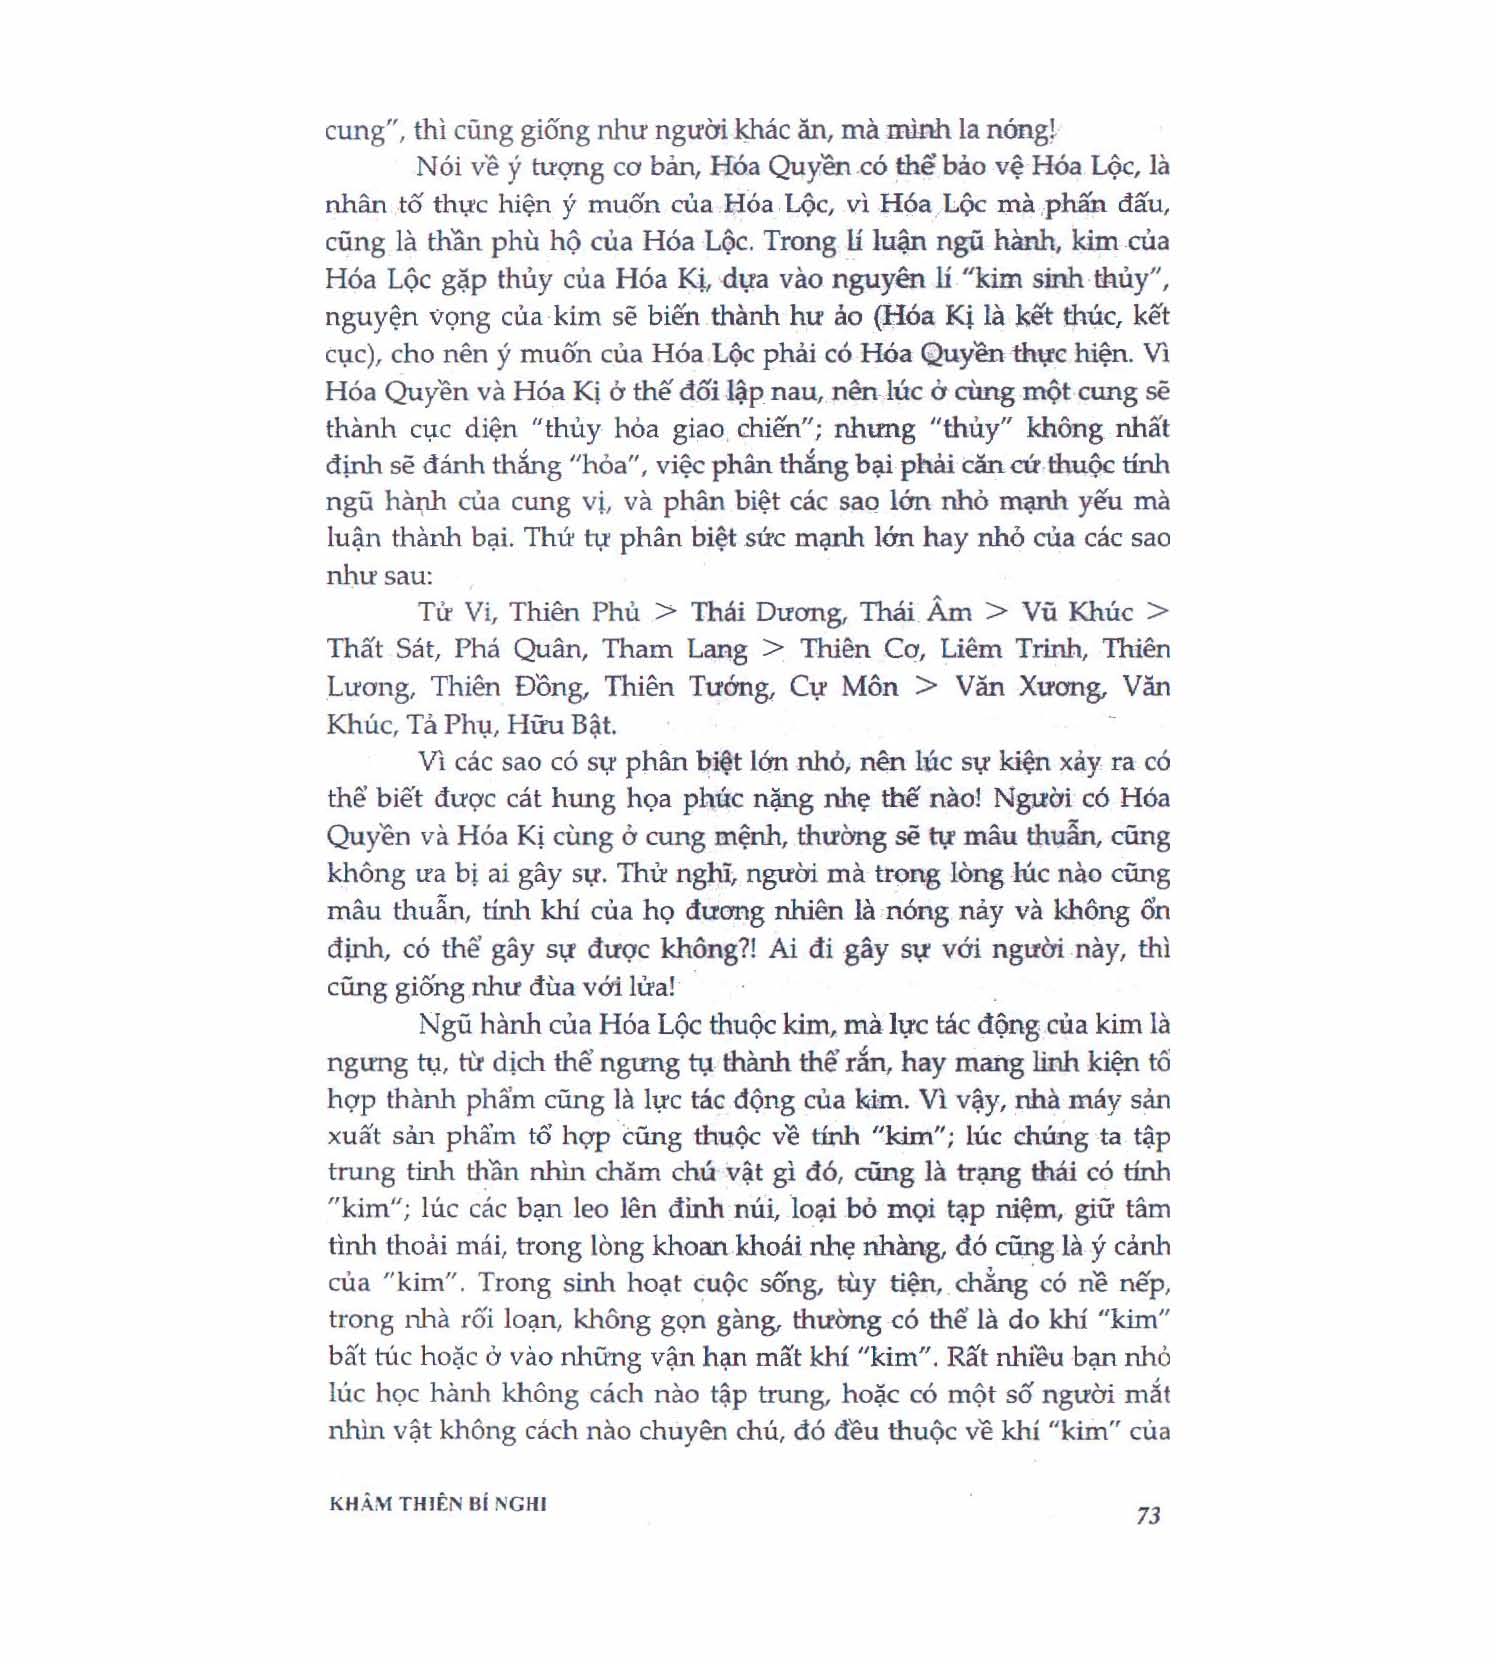 cung", thì cũng giống như người khác ăn, mà mình la nóng!
Nói về ý tượng cơ bản, Hóa Quyền có thể bảo vệ Hóa Lộc, là
nhân tố thực hiện ý muốn của Hóa Lộc, vì Hóa Lộc mà phấn đấu,
cũng là thần phù hộ của Hóa Lộc. Trong lí luận ngũ hành, kim của
Hóa Lộc gặp thủy của Hóa Kị, dựa vào nguyên lí "kim sinh thủy",
nguyện vọng của kim sẽ biến thành hư ảo (Hóa Kị là kết thúc, kết
cục), cho nên ý muốn của Hóa Lộc phải có Hóa Quyền thực hiện. Vì
Hóa Quyền và Hóa Kị ở thế đối lập nau, nên lúc ở cùng một cung sẽ
thành cục diện "thủy hỏa giao chiến"; nhưng "thủy" không nhất
định sẽ đánh thắng "hỏa", việc phân thắng bại phải căn cứ thuộc tính
ngũ hành của cung vị, và phân biệt các sao lớn nhỏ mạnh yếu mà
luận thành bại. Thứ tự phân biệt sức mạnh lớn hay nhỏ của các sao
như sau:
Tử Vi, Thiên Phủ > Thái Dương, Thái Âm > Vũ Khúc >
Thất Sát, Phá Quân, Tham Lang > Thiên Cơ, Liêm Trinh, Thiên
Lương, Thiên Đồng, Thiên Tướng, Cự Môn > Văn Xương, Văn
Khúc, Tả Phụ, Hữu Bật.
Vì các sao có sự phân biệt lớn nhỏ, nên lúc sự kiện xảy ra có
thể biết được cát hung họa phúc nặng nhẹ thế nào! Người có Hóa
Quyền và Hóa Kị cùng ở cung mệnh, thường sẽ tự mâu thuẫn, cũng
không ưa bị ai gây sự. Thử nghĩ, người mà trong lòng lúc nào cũng
mâu thuẫn, tính khí của họ đương nhiên là nóng nảy và không ổn
định, có thể gây sự được không?! Ai đi gây sự với người này, thì
cũng giống như đùa với lửa!
Ngũ hành của Hóa Lộc thuộc kim, mà lực tác động của kim là
ngưng tụ, từ dịch thể ngưng tụ thành thể rắn, hay mang linh kiện tổ
hợp thành phẩm cũng là lực tác động của kim. Vì vậy, nhà máy sản
xuất sản phẩm tổ hợp cũng thuộc về tính "kim"; lúc chúng ta tập
trung tinh thần nhìn chăm chú vật gì đó, cũng là trạng thái có tính
"kim"; lúc các bạn leo lên đỉnh núi, loại bỏ mọi tạp niệm, giữ tâm
tình thoải mái, trong lòng khoan khoái nhẹ nhàng, đó cũng là ý cảnh
của "kim". Trong sinh hoạt cuộc sống, tùy tiện, chẳng có nề nếp,
trong nhà rối loạn, không gọn gàng, thường có thể là do khí "kim"
bất túc hoặc ở vào những vận hạn mất khí "kim". Rất nhiều bạn nhỏ
lúc học hành không cách nào tập trung, hoặc có một số người mắt
nhìn vật không cách nào chuyên chú, đó đều thuộc về khí "kim" của
KHÂM THIÊN BÍ NGHI
73